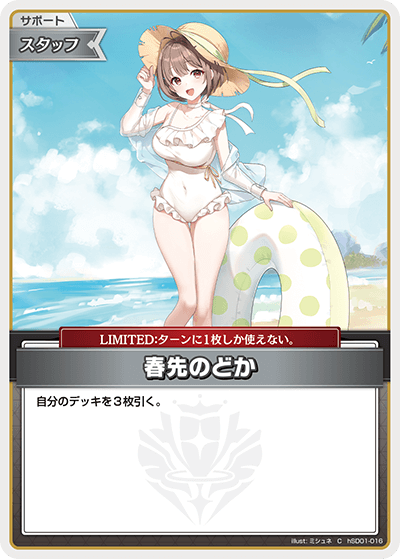 サポート
スタッフ
LIMITED:ターンに1枚しか使えない。
春先のどか
自分のデッキを3枚引く。
illust: ミシュネ C hSD01-016